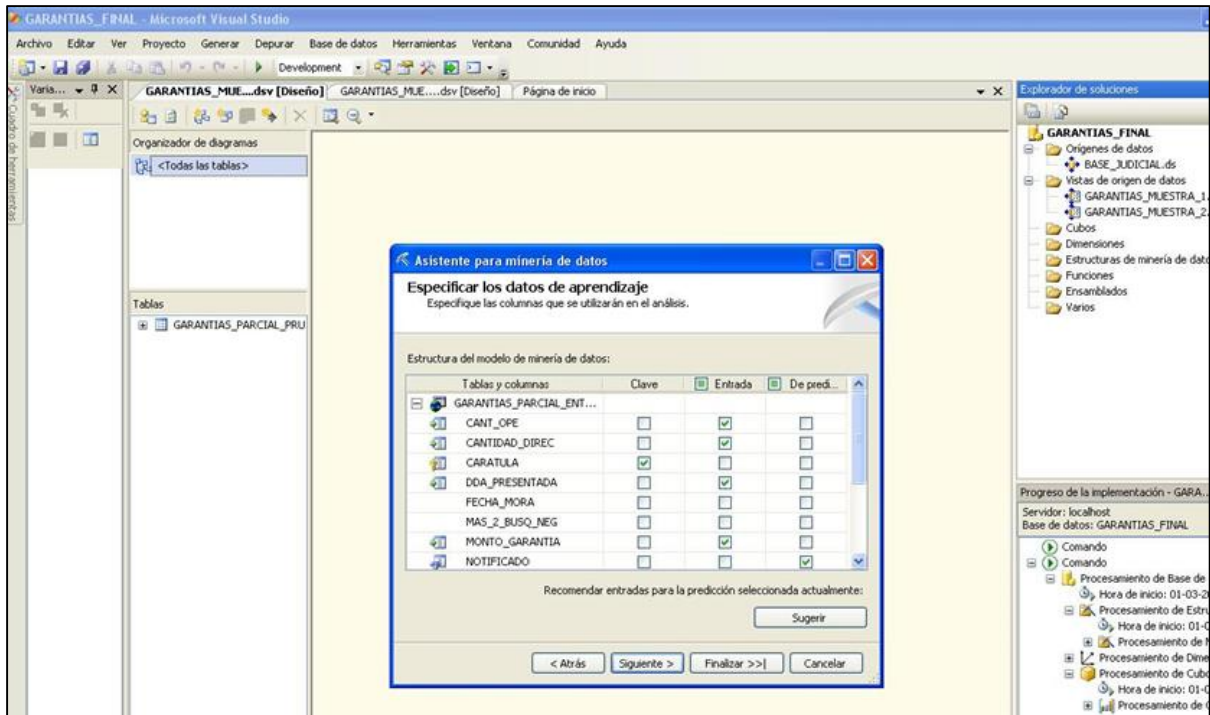 GARANTIAS_FINAL - Microsoft Visual Studio
Archivo Editar Ver Proyecto Generar Depurar Base de datos Herramientas Ventana Comunidad Ayuda
Development
Varia...
GARANTIAS_MUE....dsv [Diseño] GARANTIAS_MUE....dsv [Diseño] Página de inicio
Cuadro de herramientas
Organizador de diagramas
<Todas las tablas>
Tablas
GARANTIAS_PARCIAL_PRU
Asistente para minería de datos
Especificar los datos de aprendizaje
Especifique las columnas que se utilizarán en el análisis.
Estructura del modelo de minería de datos:
Tablas y columnas Clave Entrada De predi...
GARANTIAS_PARCIAL_ENT...
CANT_OPE
CANTIDAD_DIREC
CARATULA
DDA_PRESENTADA
FECHA_MORA
MAS_2_BUSQ_NEG
MONTO_GARANTIA
NOTIFICADO
Recomendar entradas para la predicción seleccionada actualmente:
Sugerir
< Atrás Siguiente > Finalizar >>| Cancelar
Explorador de soluciones
GARANTIAS_FINAL
Orígenes de datos
BASE_JUDICIAL.ds
Vistas de origen de datos
GARANTIAS_MUESTRA_1.
GARANTIAS_MUESTRA_2.
Cubos
Dimensiones
Estructuras de minería de dato
Funciones
Ensamblados
Varios
Progreso de la implementación - GARA...
Servidor: localhost
Base de datos: GARANTIAS_FINAL
Comando
Comando
Procesamiento de Base de
Hora de inicio: 01-03-2
Procesamiento de Estru
Hora de inicio: 01-0
Procesamiento de M
Procesamiento de Dime
Procesamiento de Cubo
Hora de inicio: 01-0
Procesamiento de